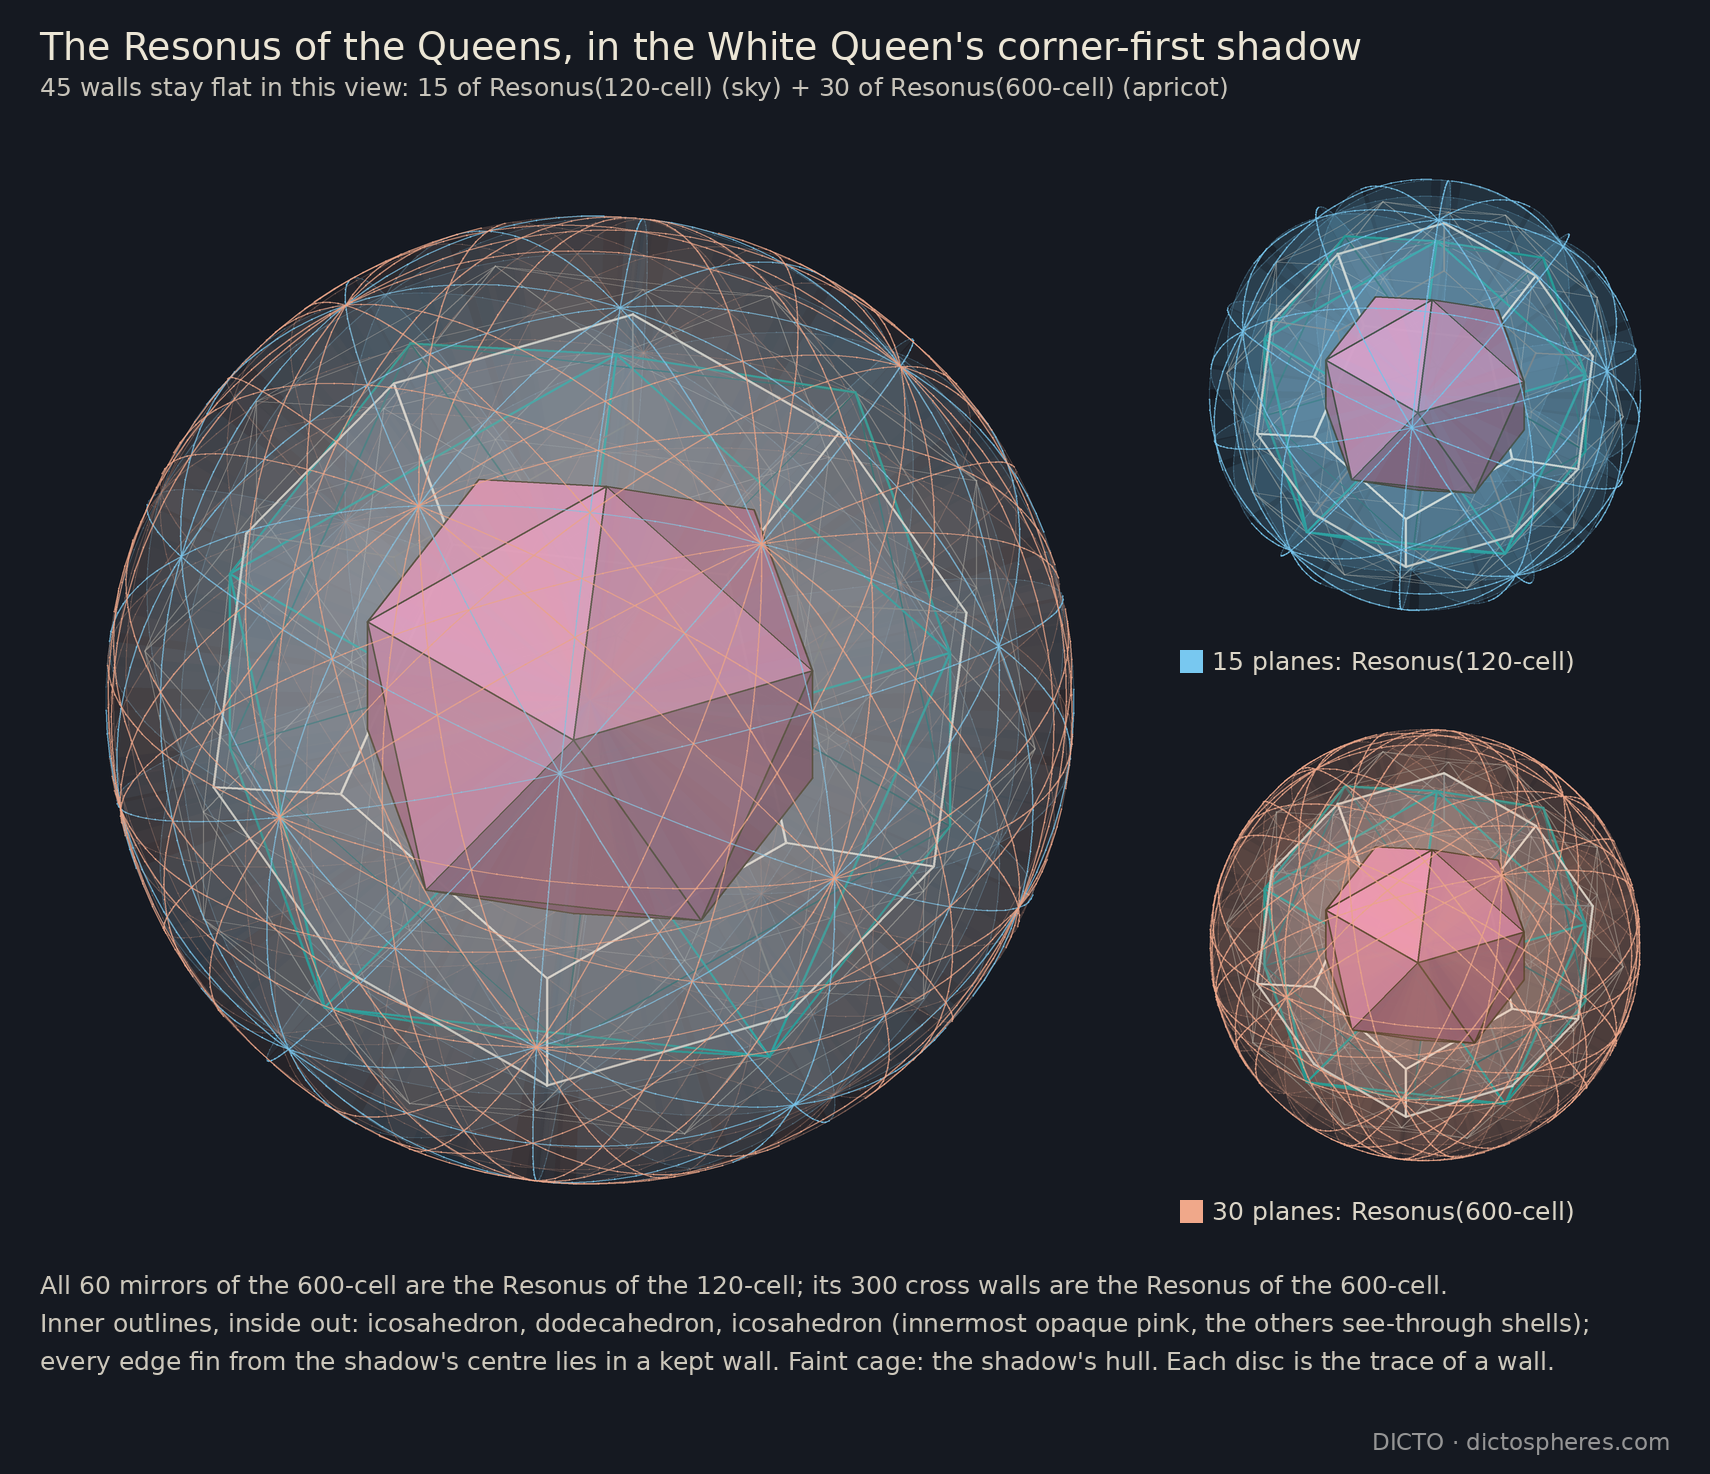 The Resonus of the Queens, in the White Queen's corner-first shadow
45 walls stay flat in this view: 15 of Resonus(120-cell) (sky) + 30 of Resonus(600-cell) (apricot)
15 planes: Resonus(120-cell)
30 planes: Resonus(600-cell)
All 60 mirrors of the 600-cell are the Resonus of the 120-cell; its 300 cross walls are the Resonus of the 600-cell.
Inner outlines, inside out: icosahedron, dodecahedron, icosahedron (innermost opaque pink, the others see-through shells);
every edge fin from the shadow's centre lies in a kept wall. Faint cage: the shadow's hull. Each disc is the trace of a wall.
DICTO · dictospheres.com